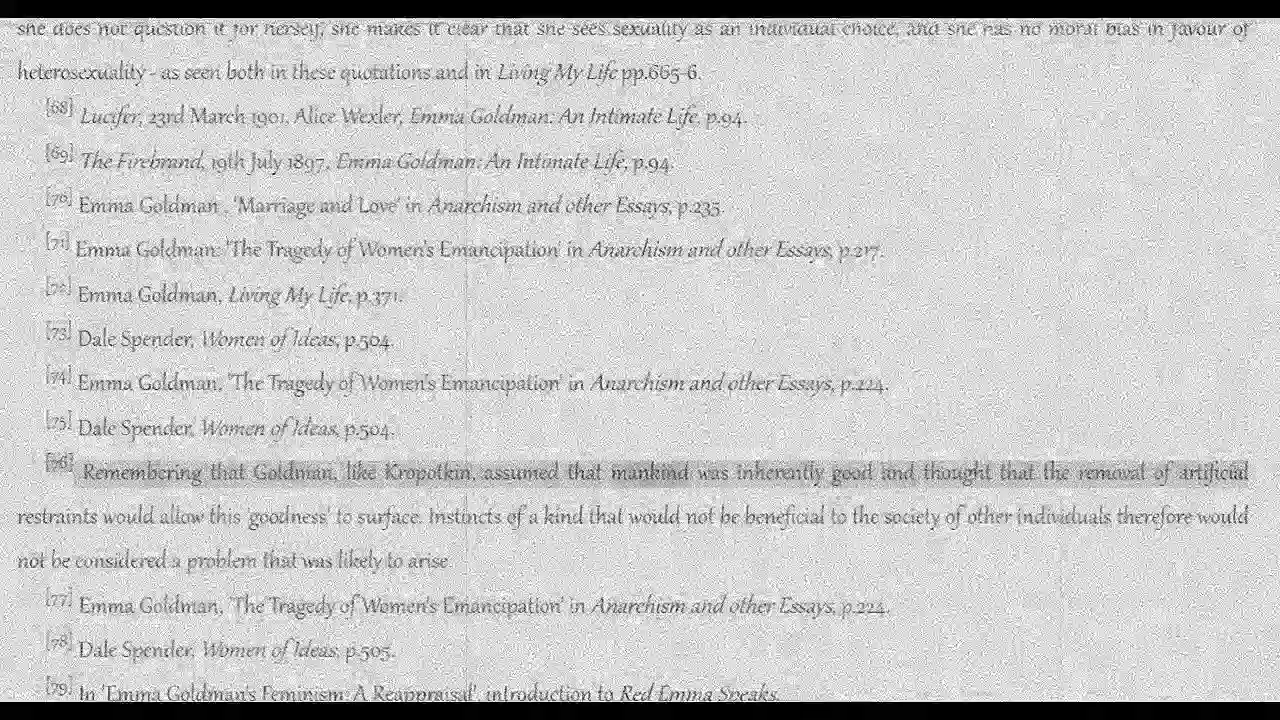 she does not question it for herself, she makes it clear that she sees sexuality as an individual choice, and she has no moral bias in favour of
heterosexuality - as seen both in these quotations and in Living My Life pp.665-6.
[68] Lucifer, 23rd March 1901, Alice Wexler, Emma Goldman: An Intimate Life, p.94.
[69] The Firebrand, 19th July 1897, Emma Goldman: An Intimate Life, p.94.
[70] Emma Goldman , 'Marriage and Love' in Anarchism and other Essays, p.235.
[71] Emma Goldman: 'The Tragedy of Women's Emancipation' in Anarchism and other Essays, p.217.
[72] Emma Goldman, Living My Life, p.371.
[73] Dale Spender, Women of Ideas, p.504.
[74] Emma Goldman, 'The Tragedy of Women's Emancipation' in Anarchism and other Essays, p.224.
[75] Dale Spender, Women of Ideas, p.504.
[76] Remembering that Goldman, like Kropotkin, assumed that mankind was inherently good and thought that the removal of artificial
restraints would allow this 'goodness' to surface. Instincts of a kind that would not be beneficial to the society of other individuals therefore would
not be considered a problem that was likely to arise.
[77] Emma Goldman, 'The Tragedy of Women's Emancipation' in Anarchism and other Essays, p.224.
[78] Dale Spender, Women of Ideas, p.505.
[79] In 'Emma Goldman's Feminism: A Reappraisal', introduction to Red Emma Speaks.